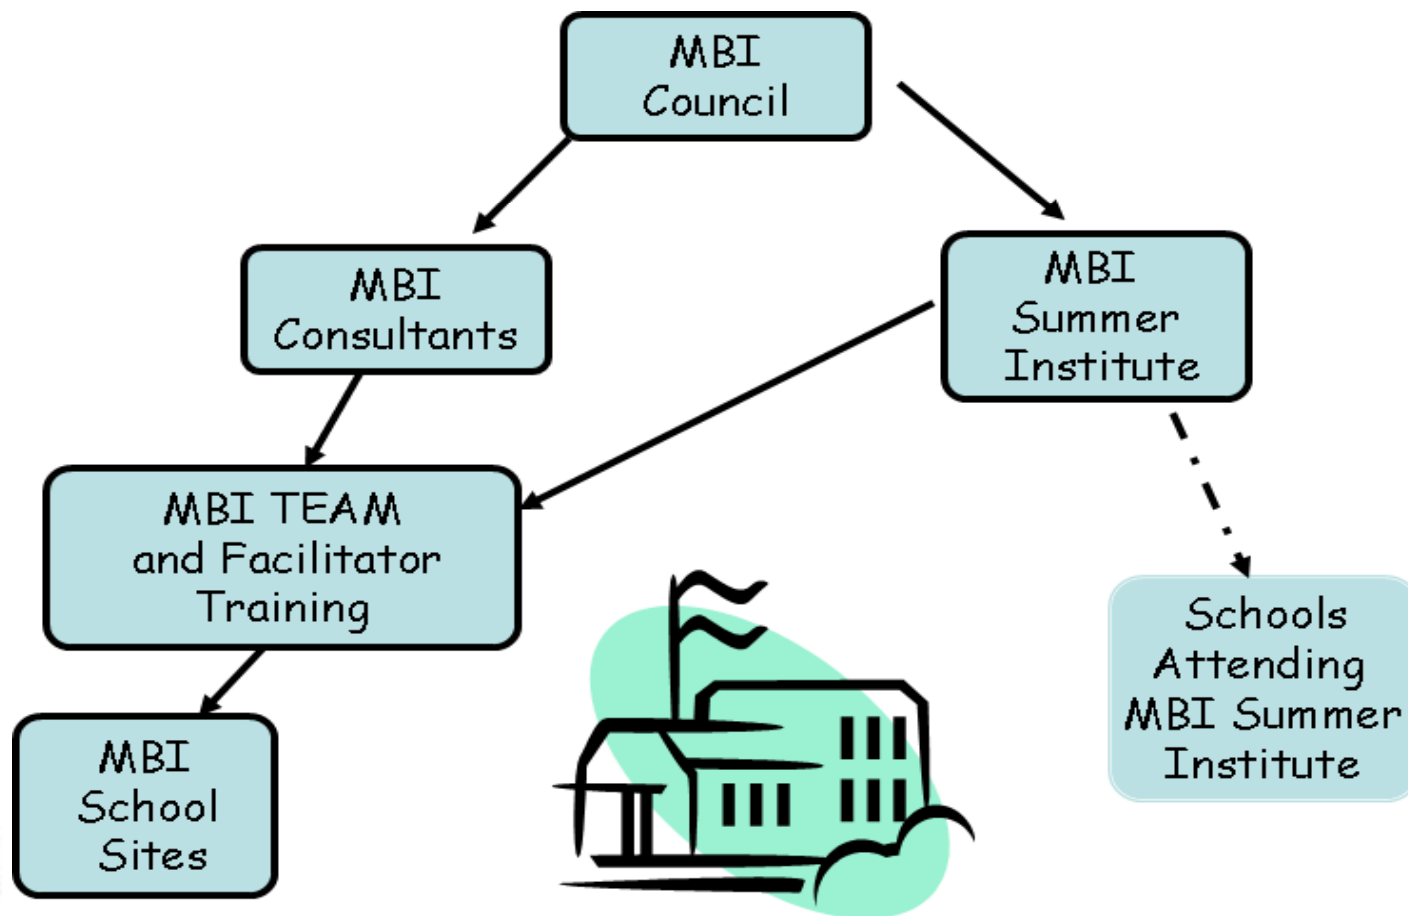 MBI
Council
MBI
Consultants
MBI
Summer
Institute
MBI TEAM
and Facilitator
Training
Schools
Attending
MBI Summer
Institute
MBI
School
Sites